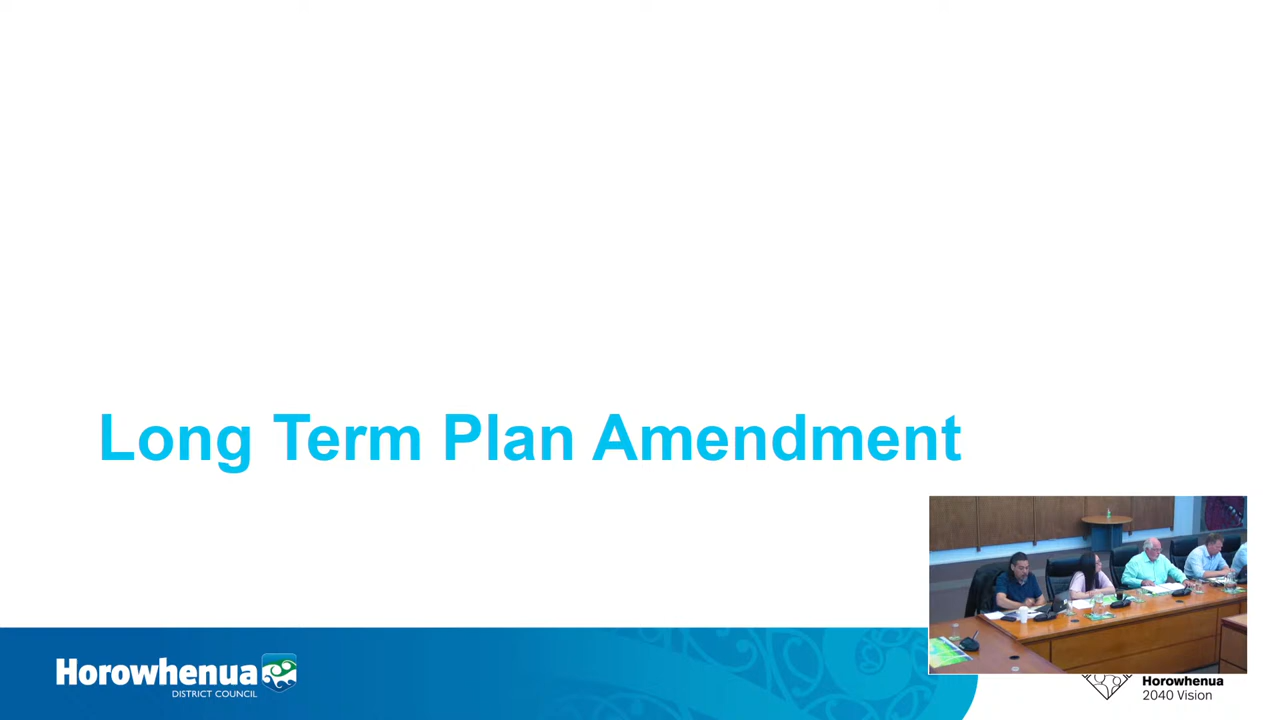 Long Term Plan Amendment
Horowhenua
DISTRICT COUNCIL
Horowhenua
2040 Vision